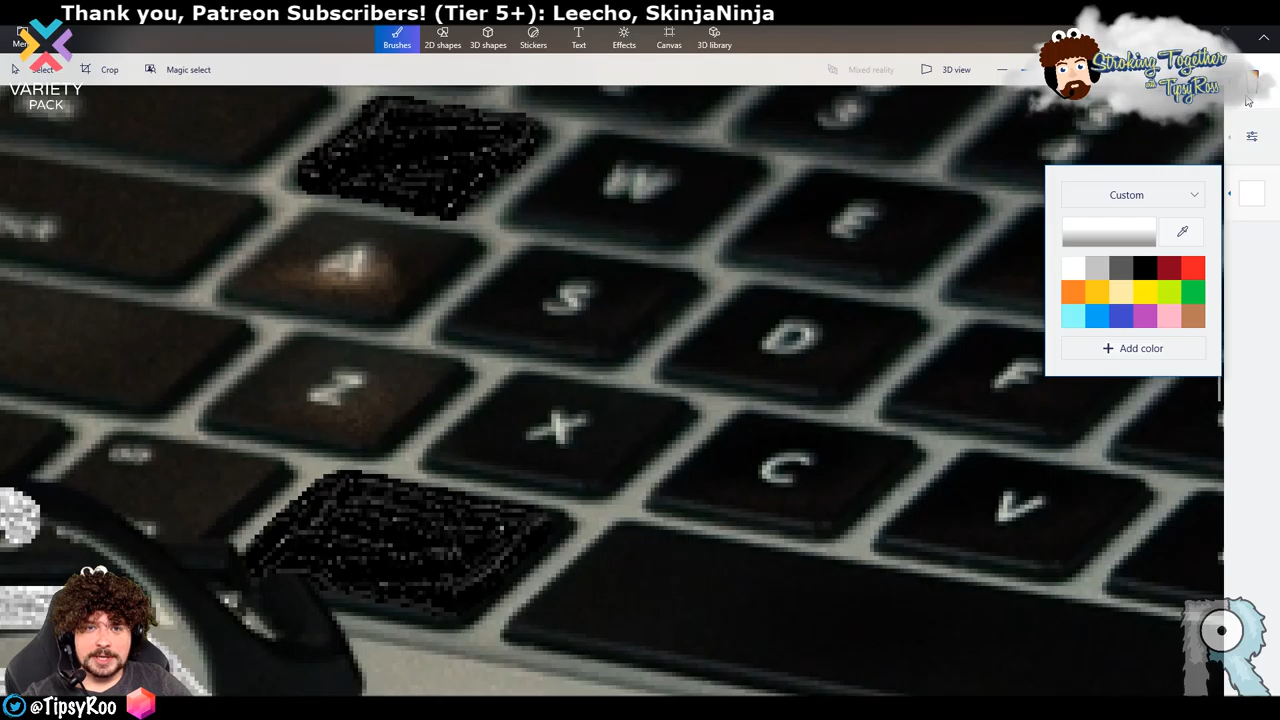 Thank you, Patreon Subscribers! (Tier 5+): Leecho, SkinjaNinja
Brushes
2D shapes
3D shapes
Stickers
Text
Effects
Canvas
3D library
Select
Crop
Magic select
Mixed reality
3D view
VARIETY
PACK
Stroking Together
with TipsyRoss
Custom
Add color
W
E
A
S
D
F
Z
X
C
V
@TipsyRoo